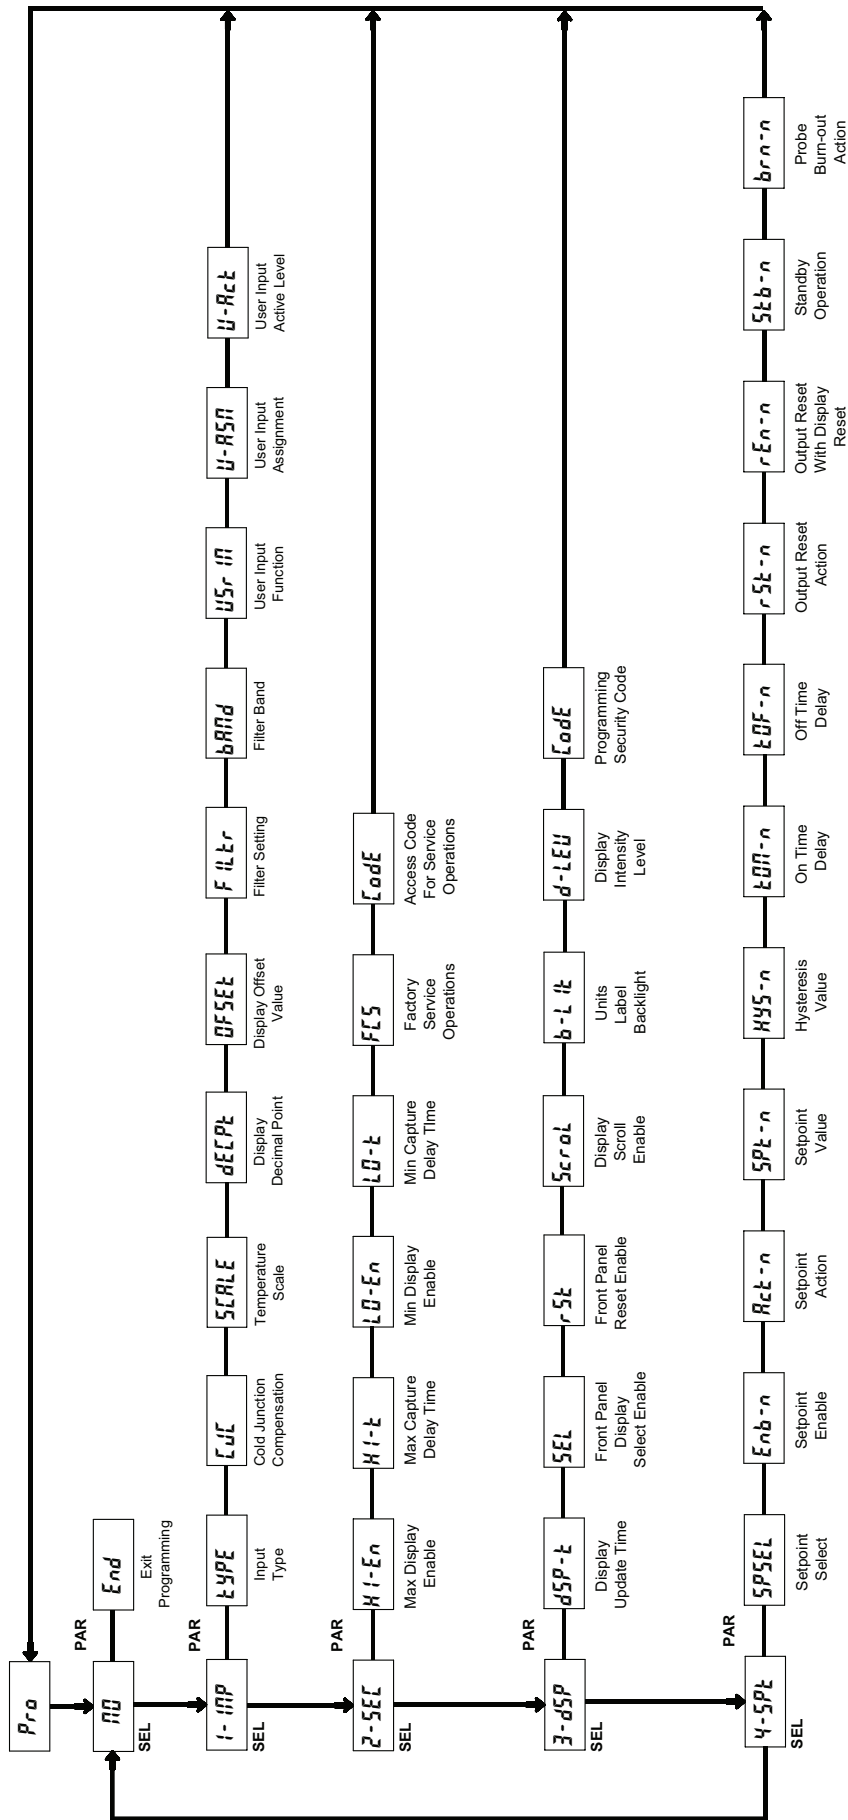 Pro
NO
SEL
PAR
End
Exit
Programming
1-INP
SEL
PAR
tYPE
Input
Type
CJC
Cold Junction
Compensation
SCALE
Temperature
Scale
dECPt
Display
Decimal Point
OFSEt
Display Offset
Value
FILtr
Filter Setting
bANd
Filter Band
USrIN
User Input
Function
U-ASN
User Input
Assignment
U-Act
User Input
Active Level
2-SEC
SEL
PAR
HI-En
Max Display
Enable
HI-t
Max Capture
Delay Time
LO-En
Min Display
Enable
LO-t
Min Capture
Delay TIme
FCS
Factory
Service
Operations
CodE
Access Code
For Service
Operations
3-dSP
SEL
PAR
dSP-t
Display
Update Time
SEL
Front Panel
Display
Select Enable
rSt
Front Panel
Reset Enable
ScroL
Display
Scroll
Enable
b-LIt
Units
Label
Backlight
d-LEV
Display
Intensity
Level
CodE
Programming
Security Code
4-SPt
SEL
PAR
SPSEL
Setpoint
Select
Enb-n
Setpoint
Enable
Act-n
Setpoint
Action
SPt-n
Setpoint
Value
HYS-n
Hysteresis
Value
tON-n
On Time
Delay
tOF-n
Off Time
Delay
rSt-n
Output Reset
Action
rEn-n
Output Reset
With Display
Reset
Stb-n
Standby
Operation
brn-n
Probe
Burn-out
Action